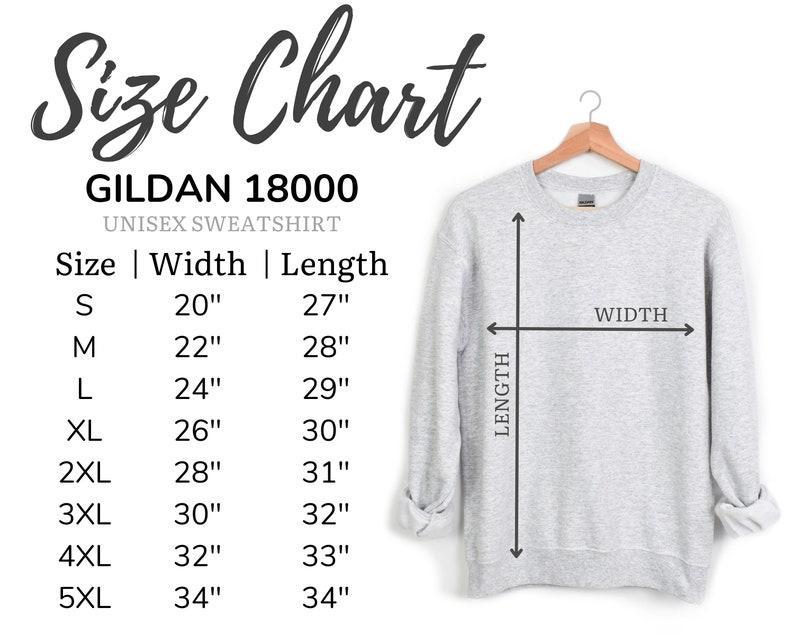 Size Chart
GILDAN 18000
UNISEX SWEATSHIRT
Size | Width | Length
S 20" 27"
M 22" 28"
L 24" 29"
XL 26" 30"
2XL 28" 31"
3XL 30" 32"
4XL 32" 33"
5XL 34" 34"
GILDAN
WIDTH
LENGTH